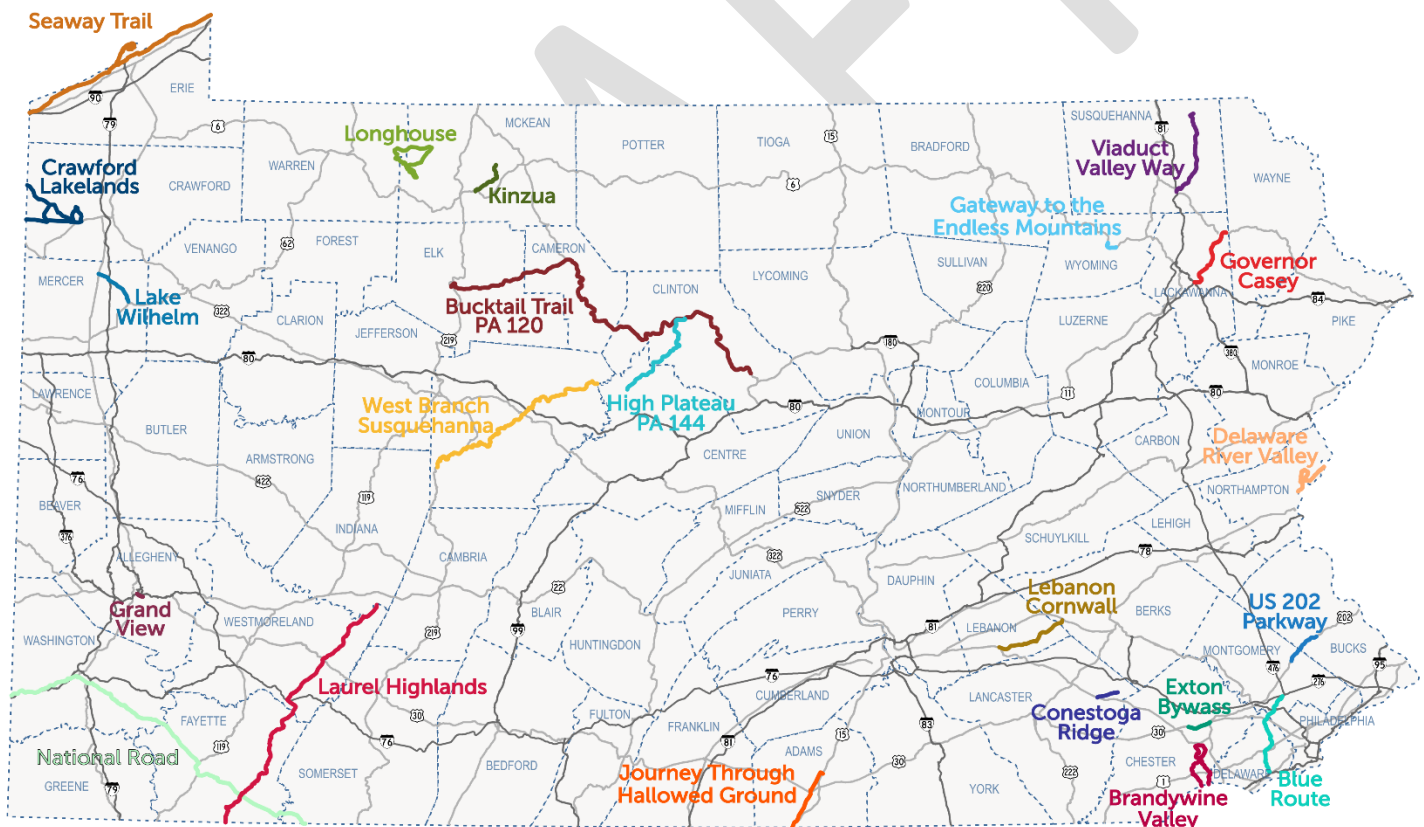 Seaway Trail
ERIE
90
79
6
Longhouse
MCKEAN
POTTER
TIOGA
15
BRADFORD
SUSQUEHANNA
81
Viaduct
Valley Way
WAYNE
Crawford
Lakelands
CRAWFORD
WARREN
Kinzua
6
Gateway to the
Endless Mountains
VENANGO
62
FOREST
ELK
CAMERON
LYCOMING
SULLIVAN
WYOMING
Governor
Casey
MERCER
Lake
Wilhelm
322
CLARION
JEFFERSON
Bucktail Trail
PA 120
219
CLINTON
220
LUZERNE
LACKAWANNA
84
PIKE
80
180
380
MONROE
LAWRENCE
BUTLER
West Branch
Susquehanna
High Plateau
PA 144
80
COLUMBIA
MONTOUR
11
80
UNION
CENTRE
CARBON
Delaware
River Valley
ARMSTRONG
422
76
BEAVER
376
119
INDIANA
SNYDER
522
NORTHUMBERLAND
NORTHAMPTON
MIFFLIN
LEHIGH
SCHUYLKILL
78
ALLEGHENY
CAMBRIA
322
JUNIATA
DAUPHIN
22
BLAIR
Grand
View
WESTMORELAND
219
99
HUNTINGDON
PERRY
81
LEBANON
Lebanon
Cornwall
BERKS
US 202
Parkway
202
WASHINGTON
MONTGOMERY
BUCKS
476
95
276
Laurel Highlands
76
CUMBERLAND
LANCASTER
Conestoga
Ridge
Exton
Bywass
PHILADELPHIA
FAYETTE
119
30
FULTON
FRANKLIN
83
30
National Road
76
81
ADAMS
15
30
CHESTER
GREENE
79
SOMERSET
BEDFORD
Journey Through
Hallowed Ground
YORK
222
1
DELAWARE
Brandywine
Valley
Blue
Route